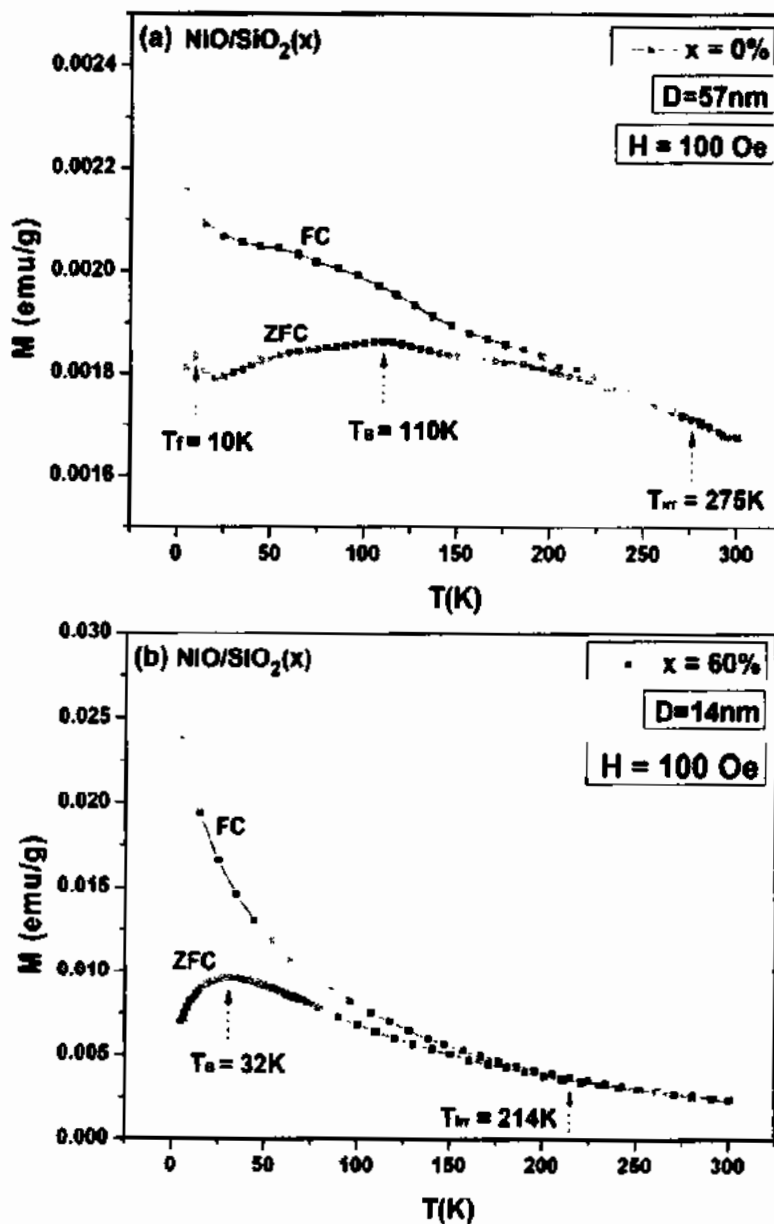 (a) NiO/SiO2(x)
x = 0%
D=57nm
H = 100 Oe
FC
ZFC
Tf = 10K
TB = 110K
Tirr = 275K
0.0024
0.0022
0.0020
0.0018
0.0016
M (emu/g)
0 50 100 150 200 250 300
T(K)
(b) NiO/SiO2(x)
x = 60%
D=14nm
H = 100 Oe
FC
ZFC
TB = 32K
Tirr = 214K
0.030
0.025
0.020
0.015
0.010
0.005
0.000
M (emu/g)
0 50 100 150 200 250 300
T(K)